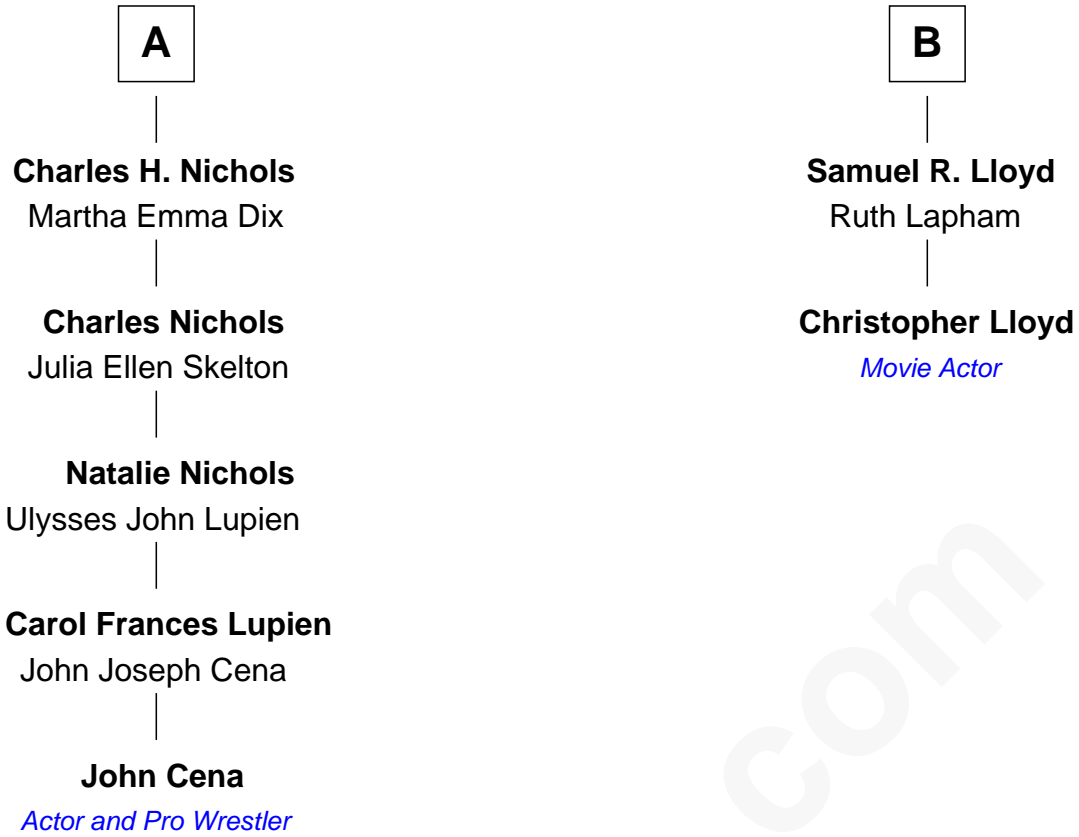 A
Charles H. Nichols
Martha Emma Dix
Charles Nichols
Julia Ellen Skelton
Natalie Nichols
Ulysses John Lupien
Carol Frances Lupien
John Joseph Cena
John Cena
Actor and Pro Wrestler
B
Samuel R. Lloyd
Ruth Lapham
Christopher Lloyd
Movie Actor
com